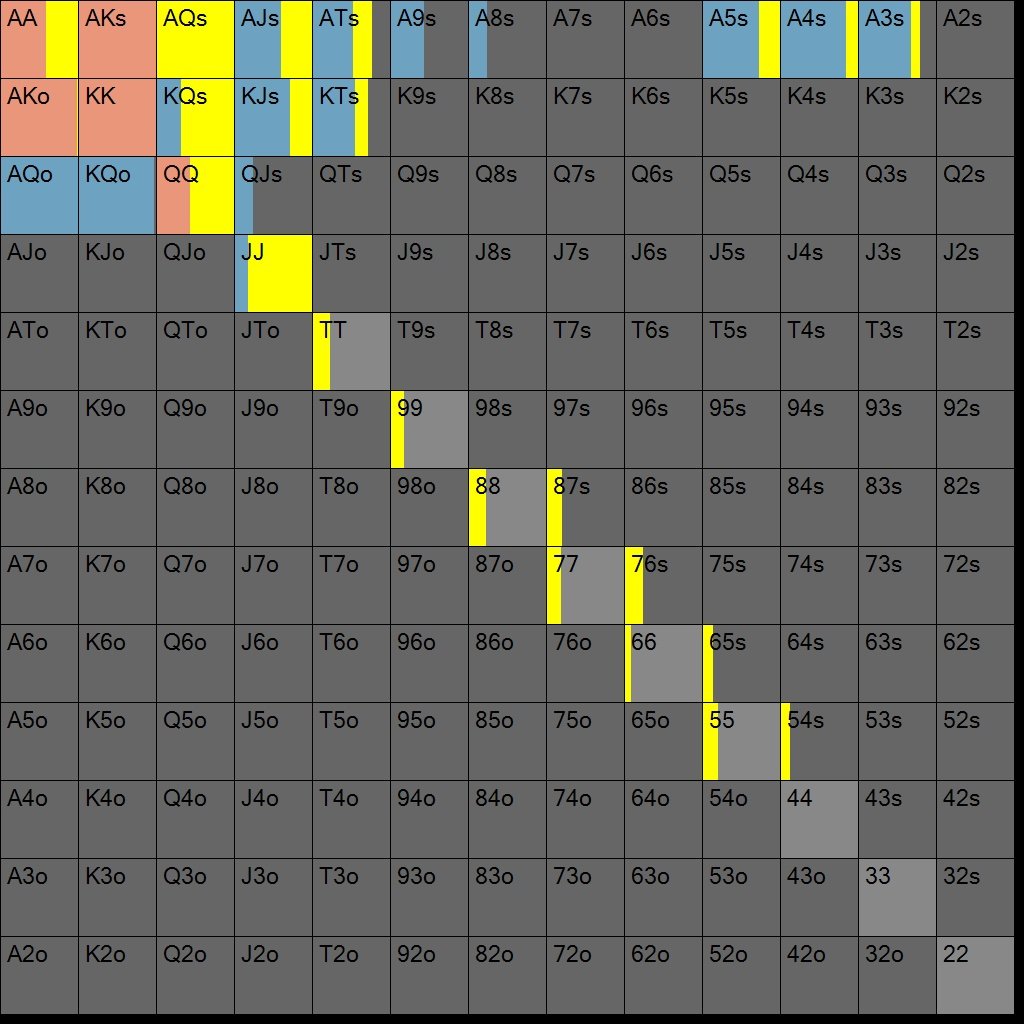 AA AKs AQs AJs ATs A9s A8s A7s A6s A5s A4s A3s A2s
AKo KK KQs KJs KTs K9s K8s K7s K6s K5s K4s K3s K2s
AQo KQo QQ QJs QTs Q9s Q8s Q7s Q6s Q5s Q4s Q3s Q2s
AJo KJo QJo JJ JTs J9s J8s J7s J6s J5s J4s J3s J2s
ATo KTo QTo JTo TT T9s T8s T7s T6s T5s T4s T3s T2s
A9o K9o Q9o J9o T9o 99 98s 97s 96s 95s 94s 93s 92s
A8o K8o Q8o J8o T8o 98o 88 87s 86s 85s 84s 83s 82s
A7o K7o Q7o J7o T7o 97o 87o 77 76s 75s 74s 73s 72s
A6o K6o Q6o J6o T6o 96o 86o 76o 66 65s 64s 63s 62s
A5o K5o Q5o J5o T5o 95o 85o 75o 65o 55 54s 53s 52s
A4o K4o Q4o J4o T4o 94o 84o 74o 64o 54o 44 43s 42s
A3o K3o Q3o J3o T3o 93o 83o 73o 63o 53o 43o 33 32s
A2o K2o Q2o J2o T2o 92o 82o 72o 62o 52o 42o 32o 22